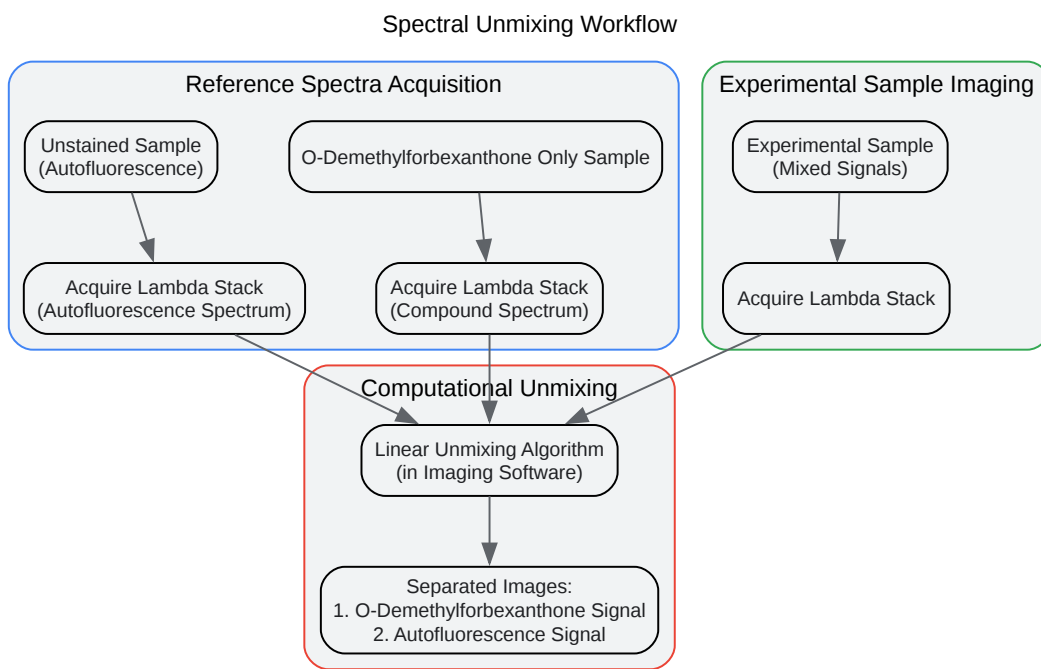 Spectral Unmixing Workflow
Reference Spectra Acquisition
Unstained Sample
(Autofluorescence)
O-Demethylforbexanthone Only Sample
Acquire Lambda Stack
(Autofluorescence Spectrum)
Acquire Lambda Stack
(Compound Spectrum)
Experimental Sample Imaging
Experimental Sample
(Mixed Signals)
Acquire Lambda Stack
Computational Unmixing
Linear Unmixing Algorithm
(in Imaging Software)
Separated Images:
1. O-Demethylforbexanthone Signal
2. Autofluorescence Signal